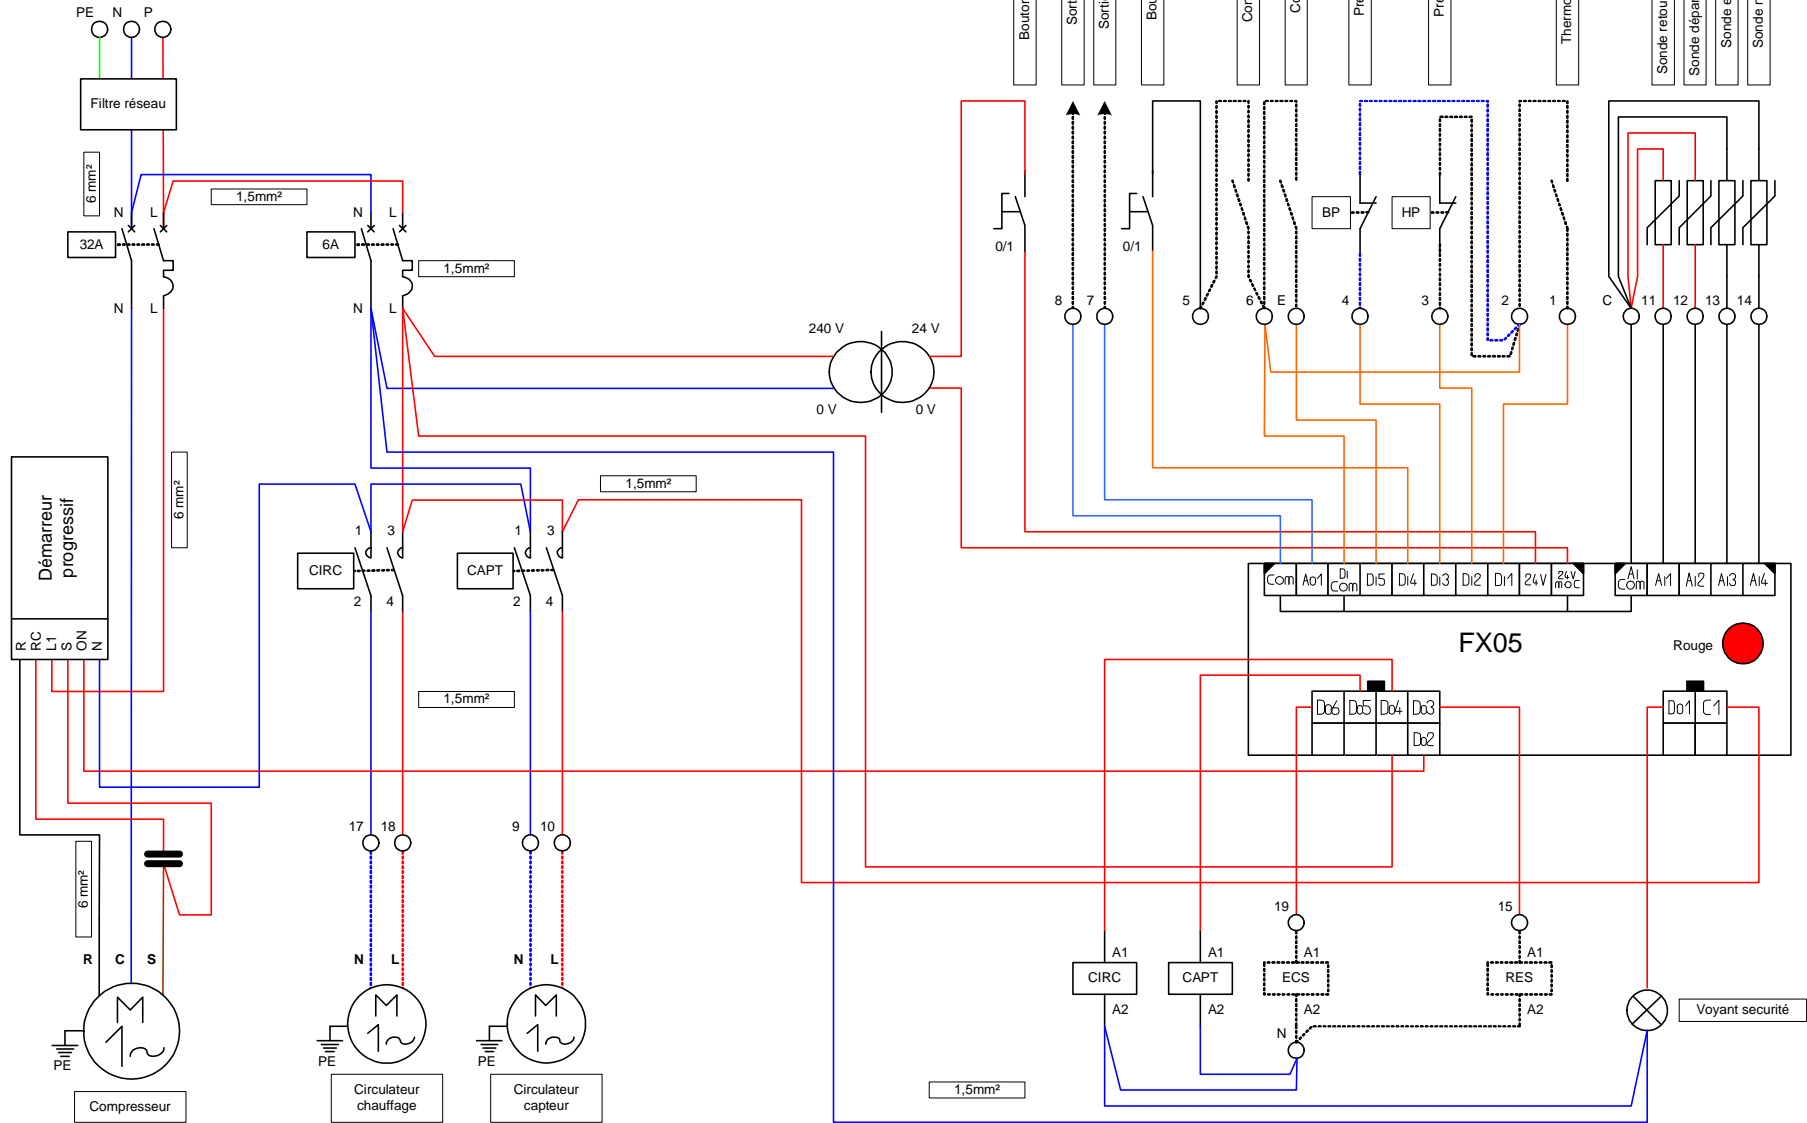 PE N P
Filtre réseau
6 mm²
1,5mm²
N L
32A
N L
N L
6A
1,5mm²
N L
240 V 24 V
0 V 0 V
0/1
0/1
BP
HP
8 7 5 6 E 4 3 2 1 C 11 12 13 14
Sonde retou
Sonde dépar
Sonde e
Thermo
Démarreur
progressif
R RC L1 S ON N
6 mm²
1,5mm²
1 3
CIRC
2 4
1 3
CAPT
2 4
1,5mm²
Com Ao1 Di Com Di5 Di4 Di3 Di2 Di1 24V 24V moc
Ai Com Ai1 Ai2 Ai3 Ai4
FX05
Rouge
Do6 Do5 Do4 Do3
Do2
Do1 C1
17 18
9 10
6 mm²
R C S
N L
N L
19
15
A1 A1 A1 A1
CIRC CAPT ECS RES
A2 A2 A2 A2
N
Voyant securité
M
1~
PE
M
1~
PE
M
1~
PE
Compresseur
Circulateur
chauffage
Circulateur
capteur
1,5mm²